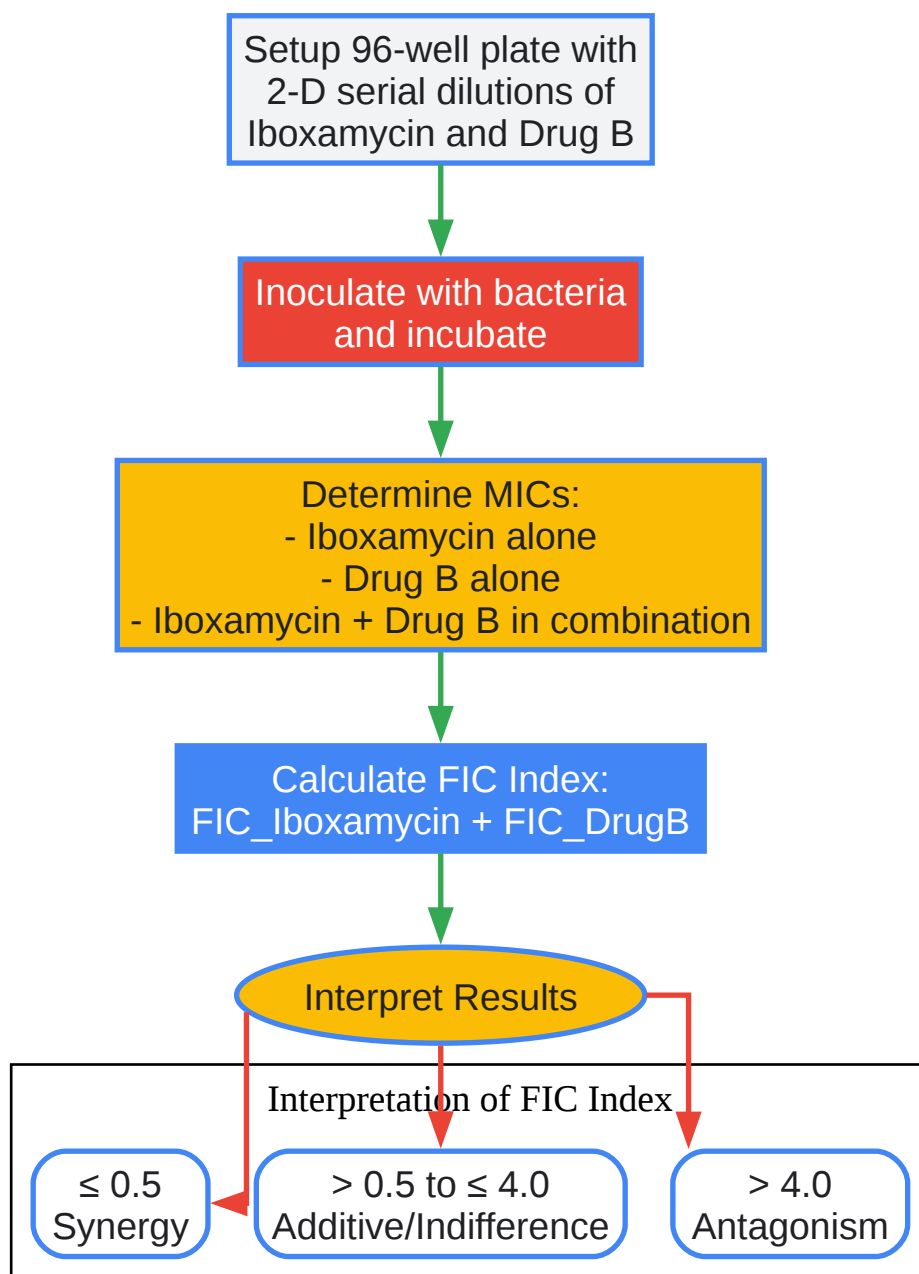 Setup 96-well plate with
2-D serial dilutions of
Iboxamycin and Drug B
Inoculate with bacteria
and incubate
Determine MICs:
- Iboxamycin alone
- Drug B alone
- Iboxamycin + Drug B in combination
Calculate FIC Index:
FIC_Iboxamycin + FIC_DrugB
Interpret Results
Interpretation of FIC Index
≤ 0.5
Synergy
> 0.5 to ≤ 4.0
Additive/Indifference
> 4.0
Antagonism